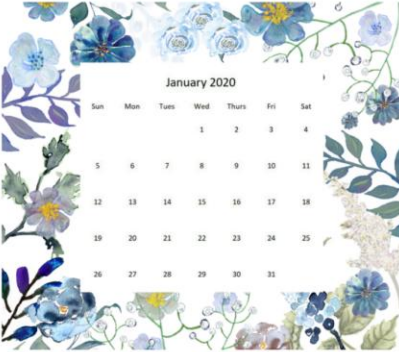 January 2020
Sun Mon Tues Wed Thurs Fri Sat
1 2 3 4
5 6 7 8 9 10 11
12 13 14 15 16 17 18
19 20 21 22 23 24 25
26 27 28 29 30 31